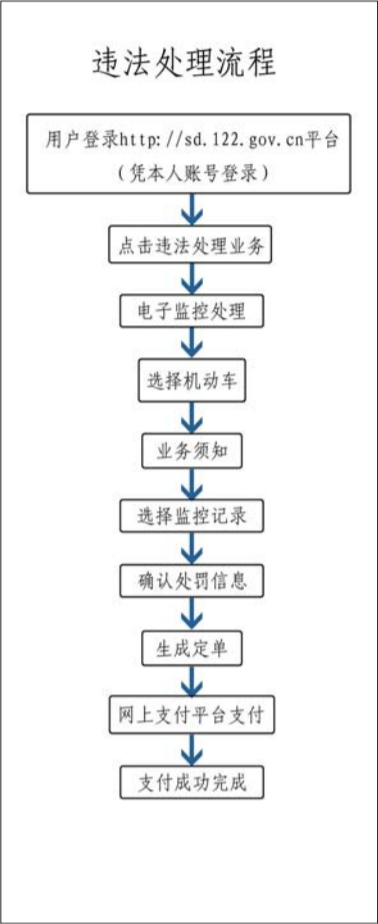 违法处理流程
用户登录http://sd.122.gov.cn平台
(凭本人账号登录)
点击违法处理业务
电子监控处理
选择机动车
业务须知
选择监控记录
确认处罚信息
生成定单
网上支付平台支付
支付成功完成